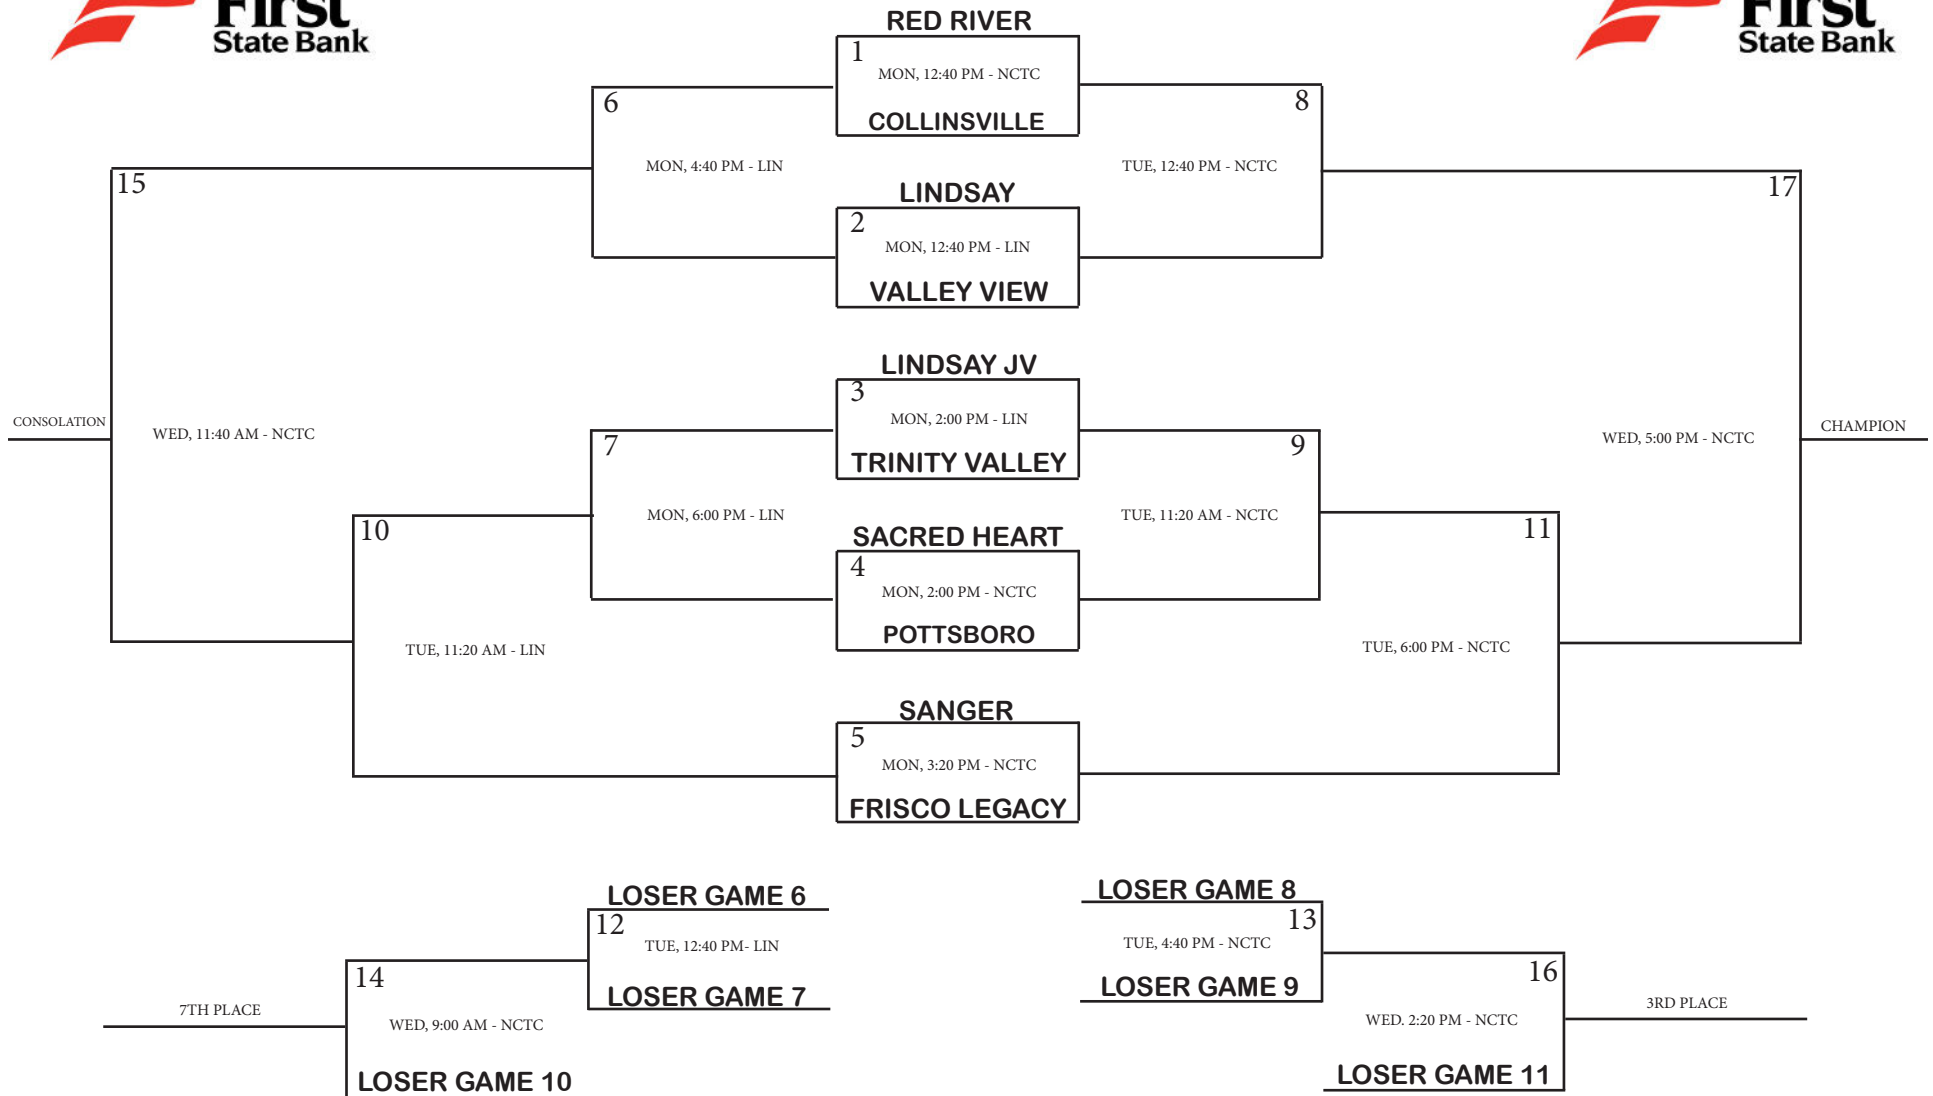 First
State Bank
First
State Bank
RED RIVER
1
MON, 12:40 PM - NCTC
COLLINSVILLE
6
MON, 4:40 PM - LIN
8
TUE, 12:40 PM - NCTC
LINDSAY
2
MON, 12:40 PM - LIN
VALLEY VIEW
15
17
LINDSAY JV
3
MON, 2:00 PM - LIN
TRINITY VALLEY
CONSOLATION
WED, 11:40 AM - NCTC
7
MON, 6:00 PM - LIN
9
TUE, 11:20 AM - NCTC
WED, 5:00 PM - NCTC
CHAMPION
SACRED HEART
4
MON, 2:00 PM - NCTC
POTTSBORO
10
TUE, 11:20 AM - LIN
11
TUE, 6:00 PM - NCTC
SANGER
5
MON, 3:20 PM - NCTC
FRISCO LEGACY
LOSER GAME 6
12
TUE, 12:40 PM- LIN
LOSER GAME 7
LOSER GAME 8
13
TUE, 4:40 PM - NCTC
LOSER GAME 9
14
7TH PLACE
WED, 9:00 AM - NCTC
LOSER GAME 10
16
3RD PLACE
WED. 2:20 PM - NCTC
LOSER GAME 11